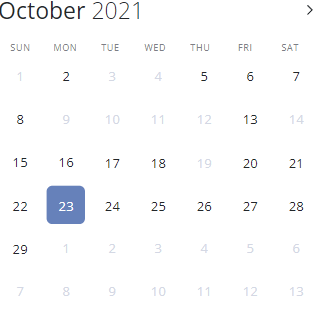 October 2021
SUN MON TUE WED THU FRI SAT
1 2 3 4 5 6 7
8 9 10 11 12 13 14
15 16 17 18 19 20 21
22 23 24 25 26 27 28
29 1 2 3 4 5 6
7 8 9 10 11 12 13